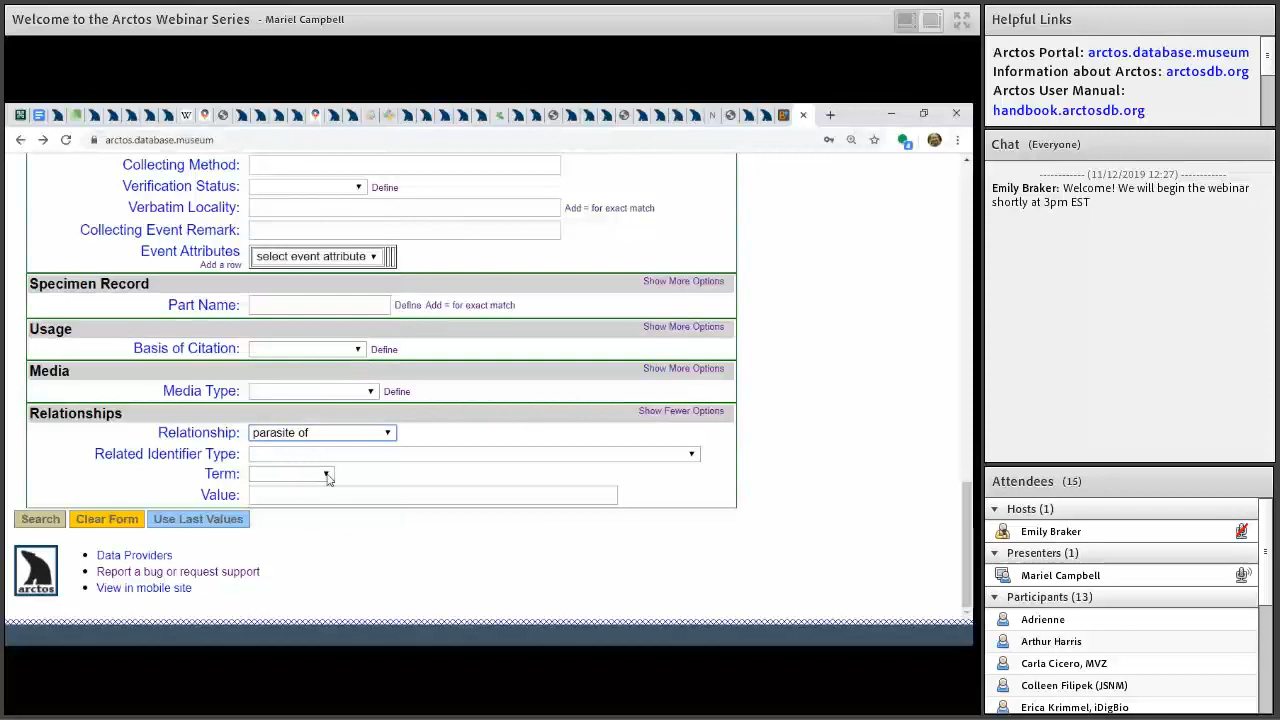 Welcome to the Arctos Webinar Series - Mariel Campbell
arctos.database.museum
Collecting Method:
Verification Status: Define
Verbatim Locality: Add = for exact match
Collecting Event Remark:
Event Attributes select event attribute
Add a row
Specimen Record Show More Options
Part Name: Define Add = for exact match
Usage Show More Options
Basis of Citation: Define
Media Show More Options
Media Type: Define
Relationships Show Fewer Options
Relationship: parasite of
Related Identifier Type:
Term:
Value:
Search Clear Form Use Last Values
arctos
Data Providers
Report a bug or request support
View in mobile site
Helpful Links
Arctos Portal: arctos.database.museum
Information about Arctos: arctosdb.org
Arctos User Manual:
handbook.arctosdb.org
Chat (Everyone)
------------ (11/12/2019 12:27) -----------
Emily Braker: Welcome! We will begin the webinar
shortly at 3pm EST
Attendees (15)
Hosts (1)
Emily Braker
Presenters (1)
Mariel Campbell
Participants (13)
Adrienne
Arthur Harris
Carla Cicero, MVZ
Colleen Filipek (JSNM)
Erica Krimmel, iDigBio